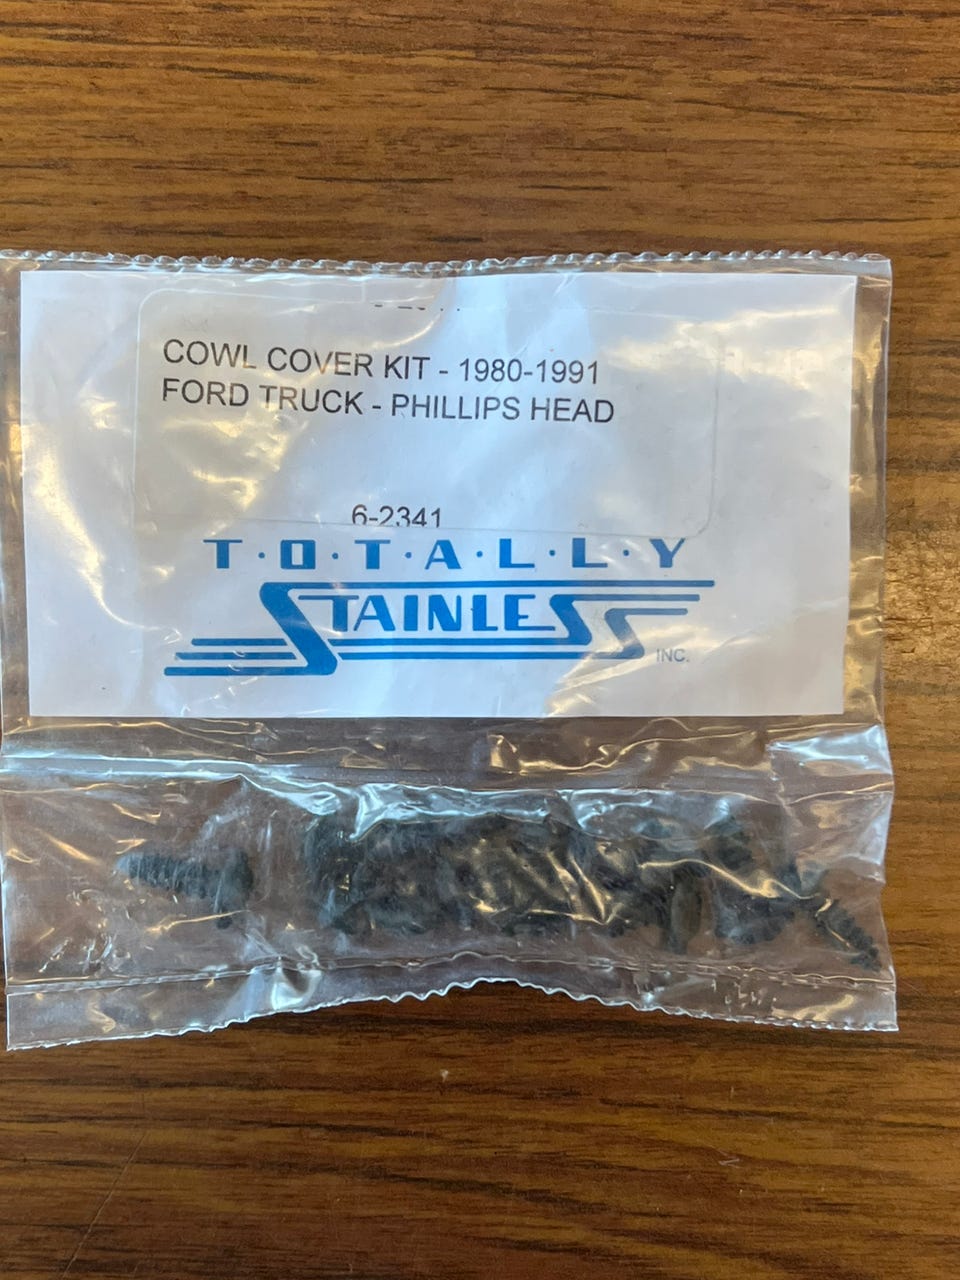 COWL COVER KIT - 1980-1991
FORD TRUCK - PHILLIPS HEAD
6-2341
T·O·T·A·L·L·Y
STAINLESS
INC.